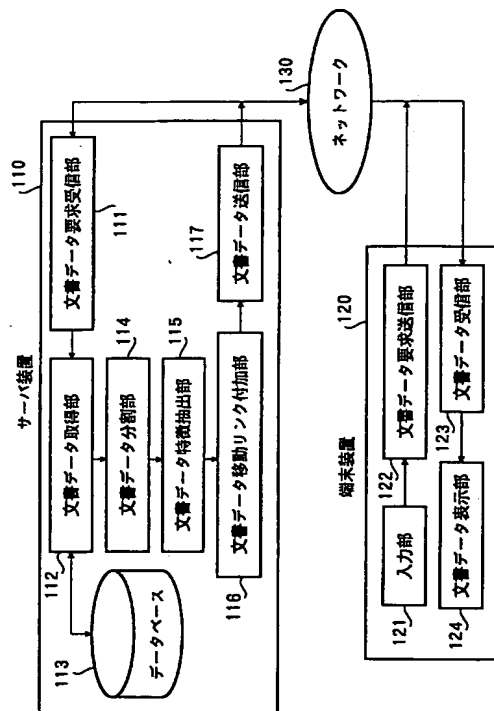 サーバ装置
110
文書データ要求受信部
111
文書データ取得部
112
データベース
113
文書データ分割部
114
文書データ特徴抽出部
115
文書データ移動リンク付加部
116
文書データ送信部
117
ネットワーク
130
端末装置
120
入力部
121
文書データ要求送信部
122
文書データ受信部
123
文書データ表示部
124